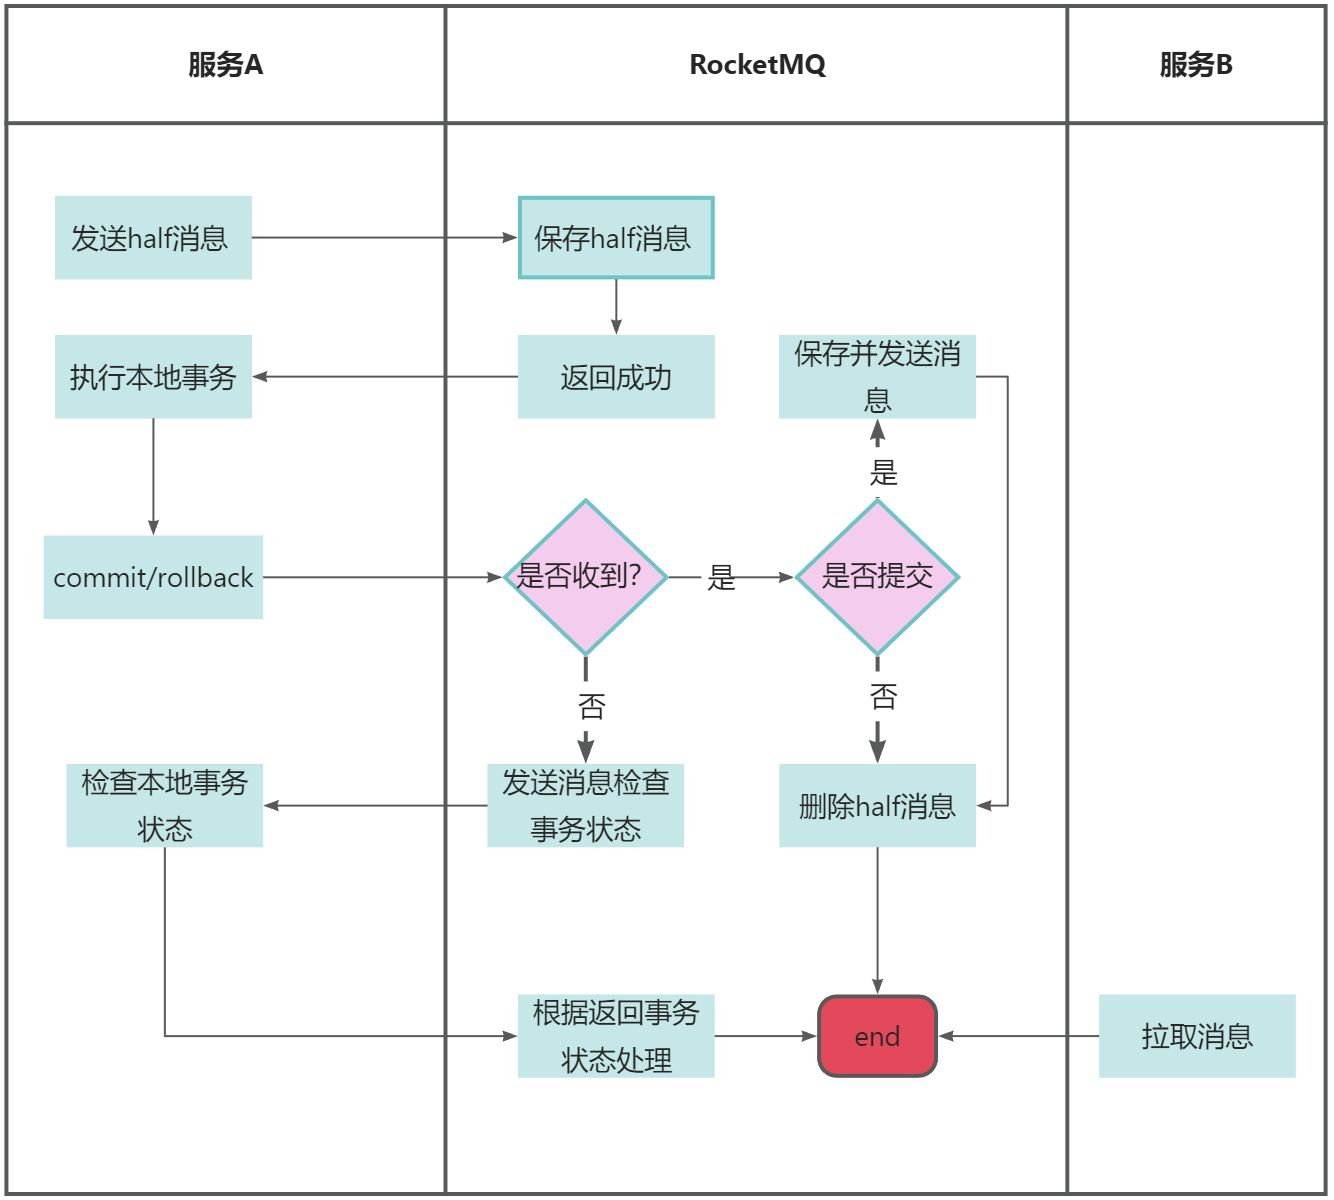 服务A
RocketMQ
服务B
发送half消息
保存half消息
执行本地事务
返回成功
保存并发送消
息
是
commit/rollback
是否收到?
是
是否提交
否
否
检查本地事务
状态
发送消息检查
事务状态
删除half消息
根据返回事务
状态处理
end
拉取消息